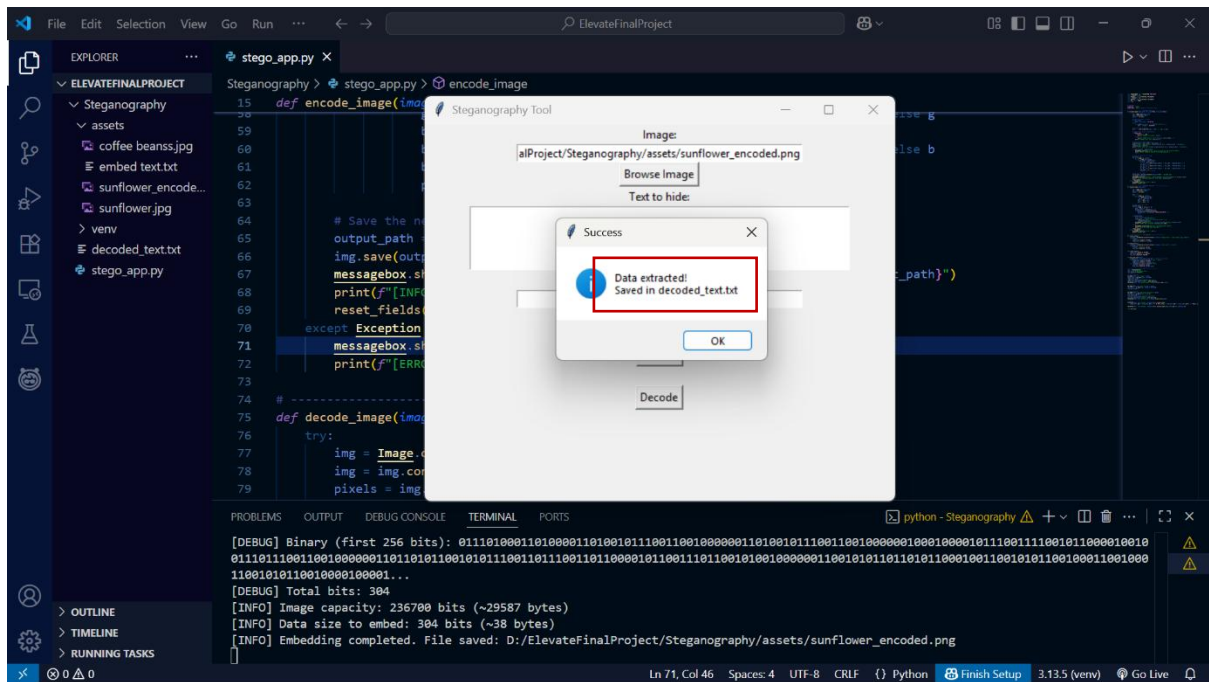 File Edit Selection View Go Run ··· ElevateFinalProject
EXPLORER ···
ELEVATEFINALPROJECT
Steganography
assets
coffee beanss.jpg
embed text.txt
sunflower_encode...
sunflower.jpg
venv
decoded_text.txt
stego_app.py
OUTLINE
TIMELINE
RUNNING TASKS
stego_app.py
Steganography > stego_app.py > encode_image
15 def encode_image(ima
59
60 else b
61
62
63
64 # Save the ne
65 output_path =
66 img.save(outp
67 messagebox.sh t_path}")
68 print(f"[INFO
69 reset_fields(
70 except Exception
71 messagebox.sh
72 print(f"[ERRO
73
74 # --------------------
75 def decode_image(imag
76 try:
77 img = Image.o
78 img = img.con
79 pixels = img
Steganography Tool
Image:
alProject/Steganography/assets/sunflower_encoded.png
Browse Image
Text to hide:
Success
Data extracted!
Saved in decoded_text.txt
OK
Decode
PROBLEMS OUTPUT DEBUG CONSOLE TERMINAL PORTS python - Steganography
[DEBUG] Binary (first 256 bits):
[DEBUG] Total bits: 304
[INFO] Image capacity: 236700 bits (~29587 bytes)
[INFO] Data size to embed: 304 bits (~38 bytes)
[INFO] Embedding completed. File saved: D:/ElevateFinalProject/Steganography/assets/sunflower_encoded.png
0 0 Ln 71, Col 46 Spaces: 4 UTF-8 CRLF {} Python Finish Setup 3.13.5 (venv) Go Live